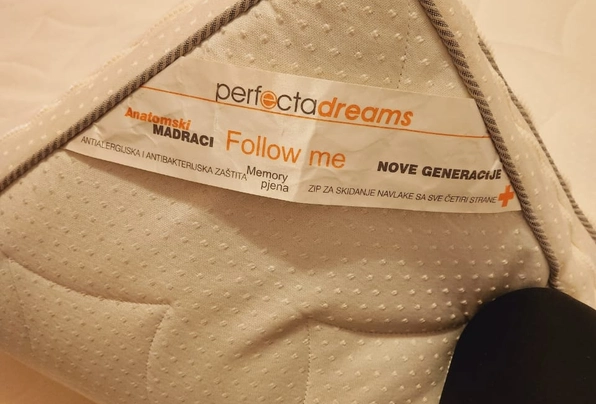 perfectadreams
Anatomski
MADRACI
Follow me
NOVE GENERACIJE
ANTIALERGIJSKA I ANTIBAKTERIJSKA ZAŠTITA
Memory
pjena
ZIP ZA SKIDANJE NAVLAKE SA SVE ČETIRI STRANE